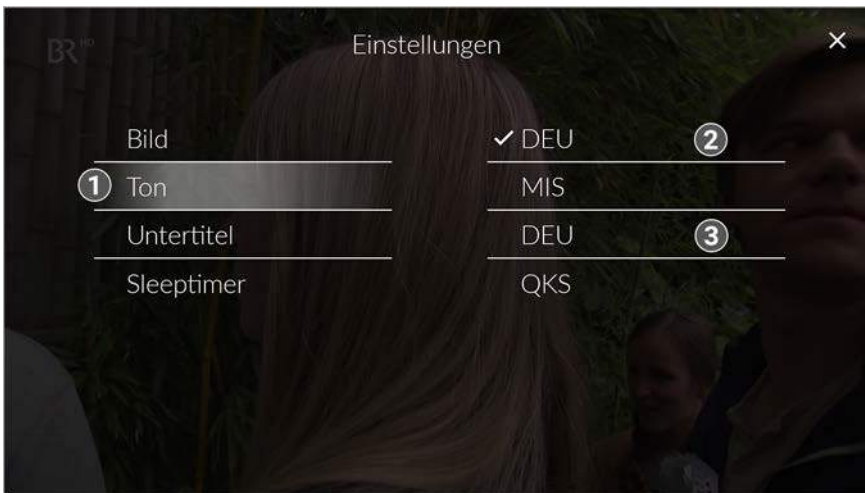 BR HD
Einstellungen
Bild
1 Ton
Untertitel
Sleeptimer
DEU 2
MIS
DEU 3
QKS